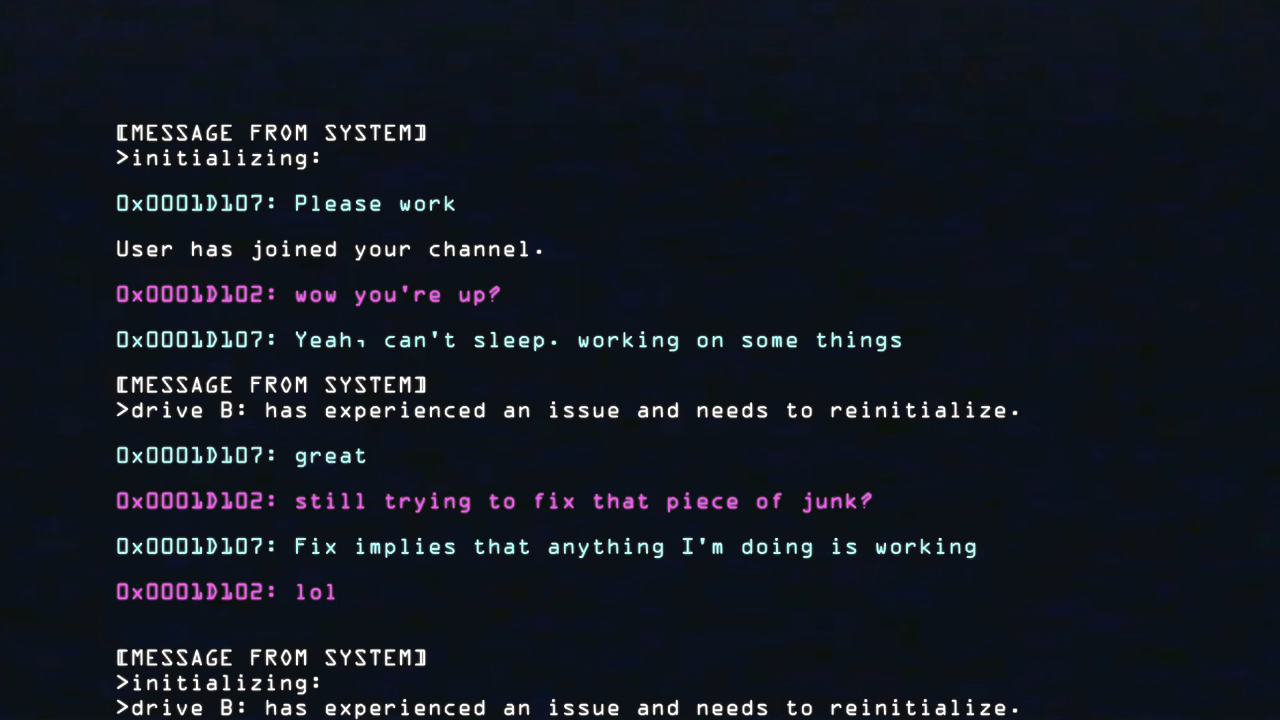 [MESSAGE FROM SYSTEM]
>initializing:
0x0001D107: Please work
User has joined your channel.
0x0001D102: wow you're up?
0x0001D107: Yeah, can't sleep. working on some things
[MESSAGE FROM SYSTEM]
>drive B: has experienced an issue and needs to reinitialize.
0x0001D107: great
0x0001D102: still trying to fix that piece of junk?
0x0001D107: Fix implies that anything I'm doing is working
0x0001D102: lol
[MESSAGE FROM SYSTEM]
>initializing:
>drive B: has experienced an issue and needs to reinitialize.